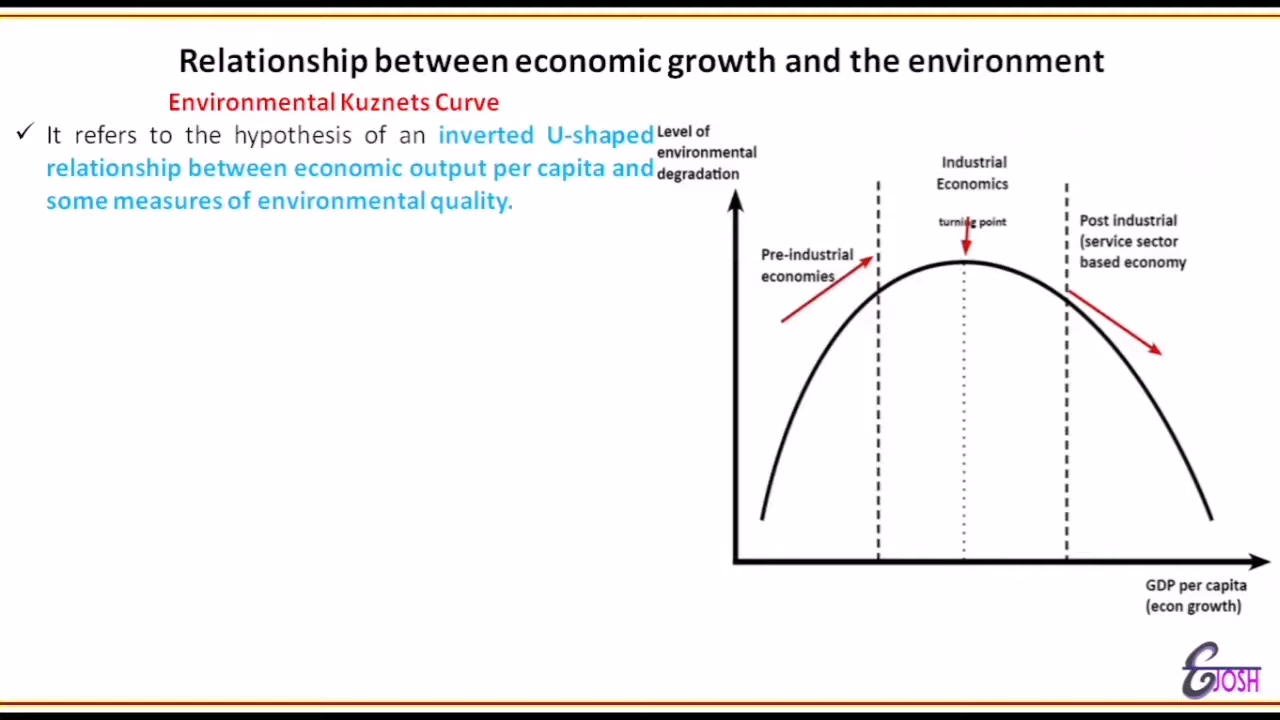 Relationship between economic growth and the environment
Environmental Kuznets Curve
✓ It refers to the hypothesis of an inverted U-shaped
relationship between economic output per capita and
some measures of environmental quality.
Level of
environmental
degradation
Industrial
Economics
turning point
Pre-industrial
economies
Post industrial
(service sector
based economy
GDP per capita
(econ growth)
JOSH